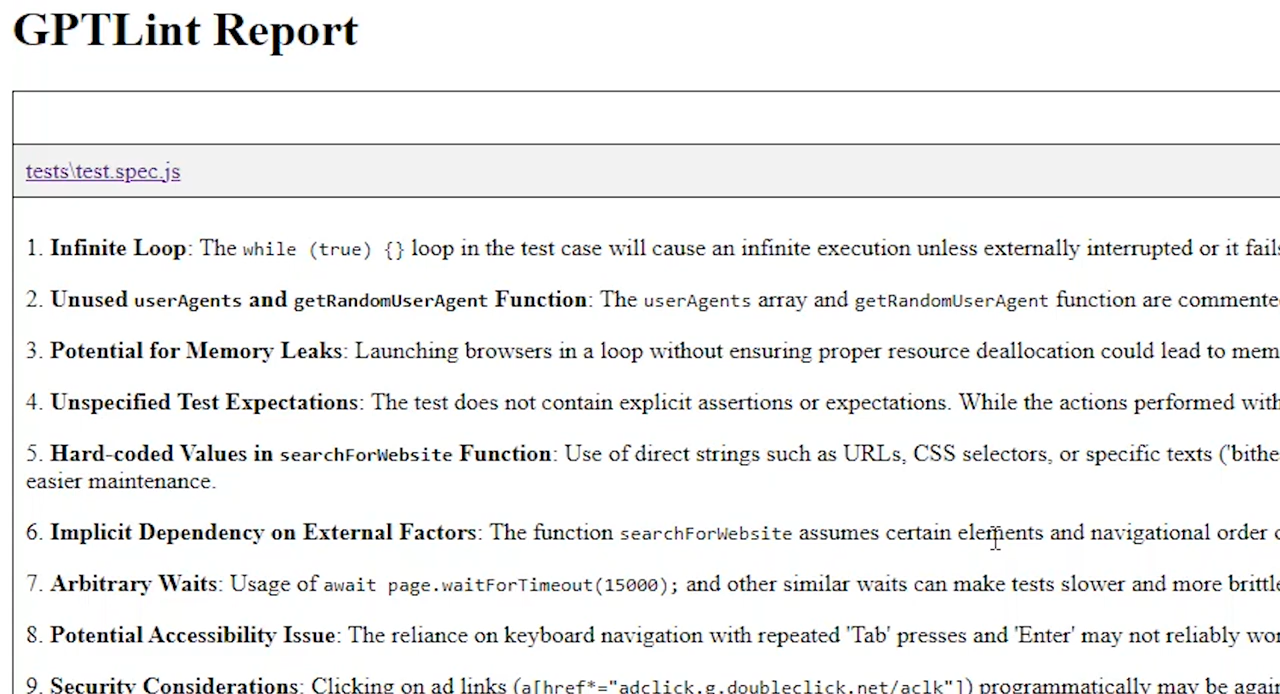 GPTLint Report
tests\test.spec.js
1. Infinite Loop: The while (true) {} loop in the test case will cause an infinite execution unless externally interrupted or it fails
2. Unused userAgents and getRandomUserAgent Function: The userAgents array and getRandomUserAgent function are commente
3. Potential for Memory Leaks: Launching browsers in a loop without ensuring proper resource deallocation could lead to mem
4. Unspecified Test Expectations: The test does not contain explicit assertions or expectations. While the actions performed with
5. Hard-coded Values in searchForWebsite Function: Use of direct strings such as URLs, CSS selectors, or specific texts ('bithe
easier maintenance.
6. Implicit Dependency on External Factors: The function searchForWebsite assumes certain elements and navigational order
7. Arbitrary Waits: Usage of await page.waitForTimeout(15000); and other similar waits can make tests slower and more brittle
8. Potential Accessibility Issue: The reliance on keyboard navigation with repeated 'Tab' presses and 'Enter' may not reliably wor
9. Security Considerations: Clicking on ad links (a[href*="adclick.g.doubleclick.net/aclk"]) programmatically may be agai